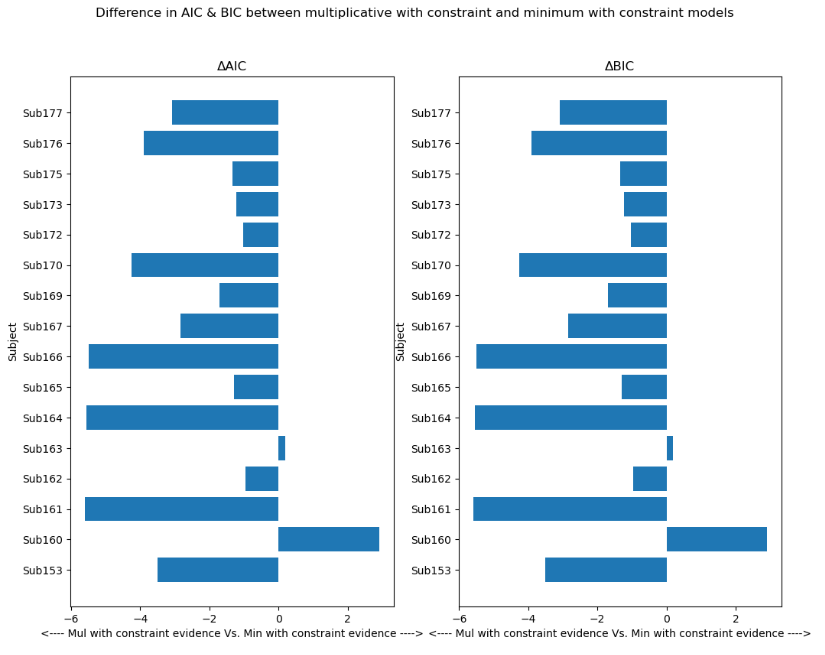 Difference in AIC & BIC between multiplicative with constraint and minimum with constraint models
ΔAIC
Subject
Sub177
Sub176
Sub175
Sub173
Sub172
Sub170
Sub169
Sub167
Sub166
Sub165
Sub164
Sub163
Sub162
Sub161
Sub160
Sub153
−6 −4 −2 0 2
<---- Mul with constraint evidence Vs. Min with constraint evidence ---->
ΔBIC
Subject
Sub177
Sub176
Sub175
Sub173
Sub172
Sub170
Sub169
Sub167
Sub166
Sub165
Sub164
Sub163
Sub162
Sub161
Sub160
Sub153
−6 −4 −2 0 2
<---- Mul with constraint evidence Vs. Min with constraint evidence ---->